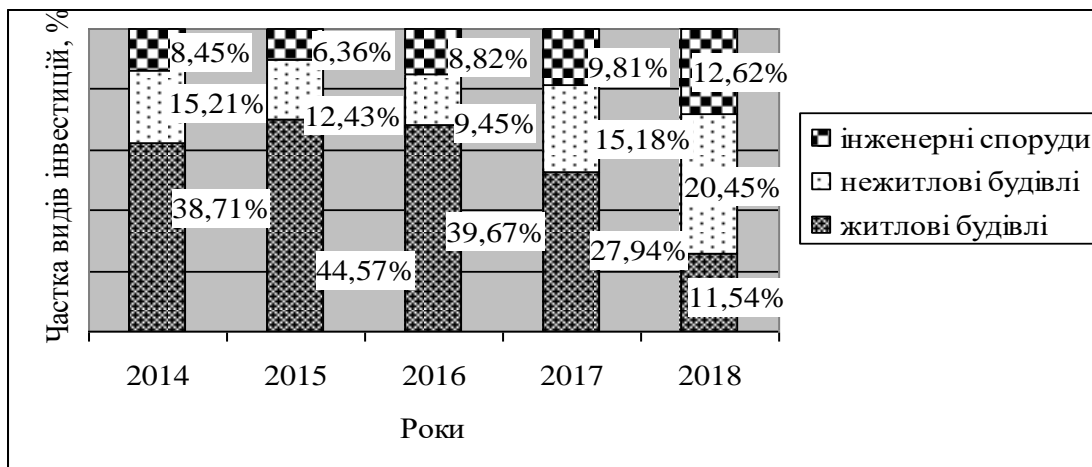 Частка видів інвестицій, %
8,45% 6,36% 8,82% 9,81% 12,62%
15,21% 12,43% 9,45% 15,18% 20,45%
38,71% 44,57% 39,67% 27,94% 11,54%
2014 2015 2016 2017 2018
Роки
інженерні споруди
нежитлові будівлі
житлові будівлі